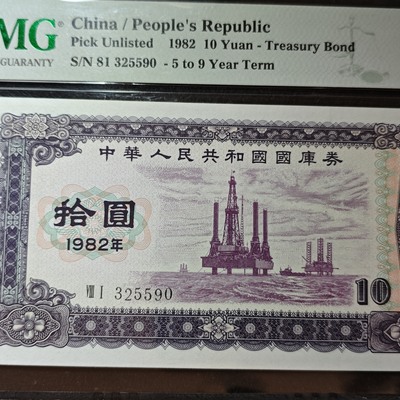 MG
GUARANTY
China / People's Republic
Pick Unlisted 1982 10 Yuan - Treasury Bond
S/N 81 325590 - 5 to 9 Year Term
中華人民共和國國庫券
拾圓
1982年
VIII I 325590
10